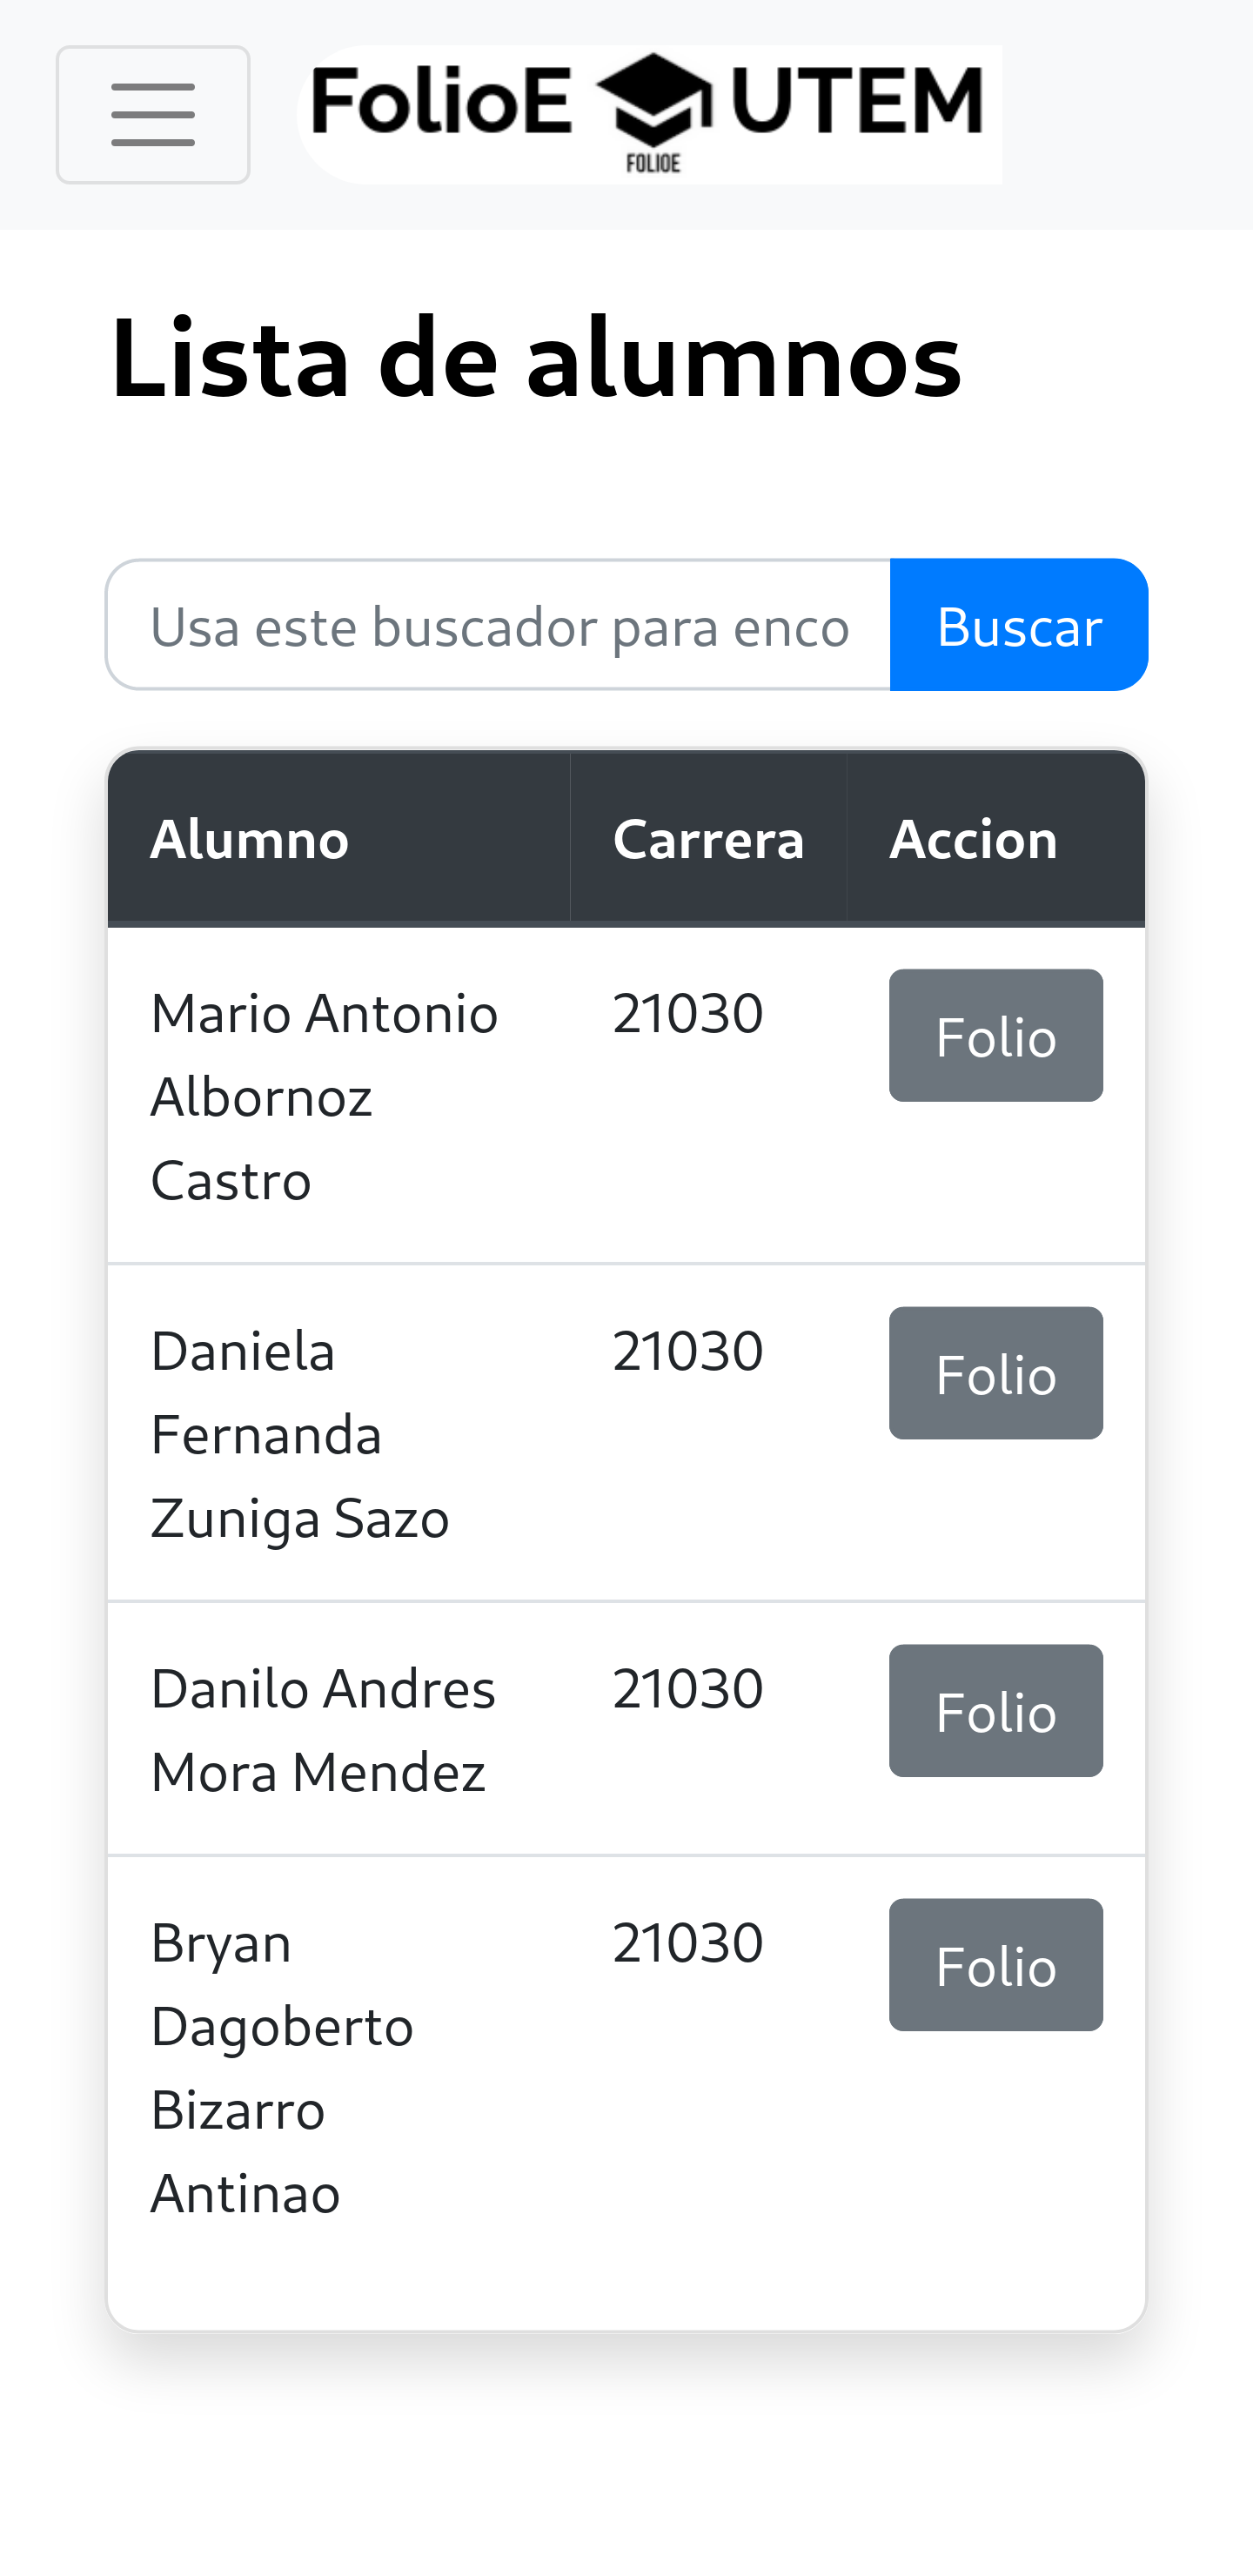 FolioE UTEM
FOLIOE
Lista de alumnos
Usa este buscador para enco Buscar
Alumno Carrera Accion
Mario Antonio 21030 Folio
Albornoz
Castro
Daniela 21030 Folio
Fernanda
Zuniga Sazo
Danilo Andres 21030 Folio
Mora Mendez
Bryan 21030 Folio
Dagoberto
Bizarro
Antinao